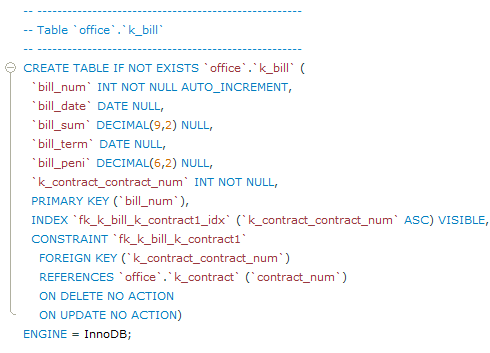 -- -----------------------------------------------------
-- Table `office`.`k_bill`
-- -----------------------------------------------------
CREATE TABLE IF NOT EXISTS `office`.`k_bill` (
`bill_num` INT NOT NULL AUTO_INCREMENT,
`bill_date` DATE NULL,
`bill_sum` DECIMAL(9,2) NULL,
`bill_term` DATE NULL,
`bill_peni` DECIMAL(6,2) NULL,
`k_contract_contract_num` INT NOT NULL,
PRIMARY KEY (`bill_num`),
INDEX `fk_k_bill_k_contract1_idx` (`k_contract_contract_num` ASC) VISIBLE,
CONSTRAINT `fk_k_bill_k_contract1`
FOREIGN KEY (`k_contract_contract_num`)
REFERENCES `office`.`k_contract` (`contract_num`)
ON DELETE NO ACTION
ON UPDATE NO ACTION)
ENGINE = InnoDB;